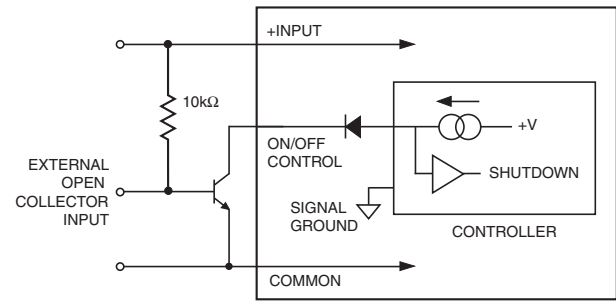 +INPUT
10kΩ
+V
ON/OFF
CONTROL
EXTERNAL
OPEN
COLLECTOR
INPUT
SHUTDOWN
SIGNAL
GROUND
CONTROLLER
COMMON